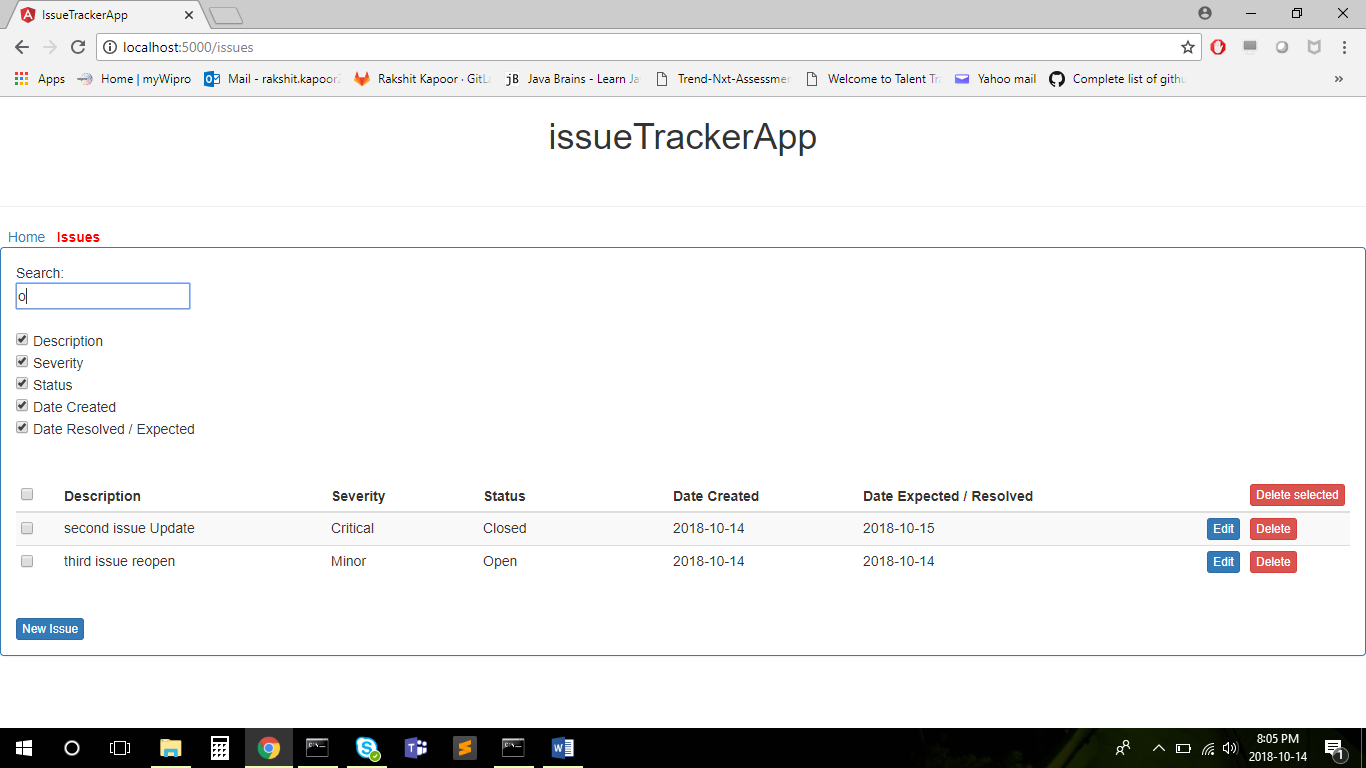 IssueTrackerApp
localhost:5000/issues
Apps Home | myWipro Mail - rakshit.kapoor Rakshit Kapoor · GitL jB Java Brains - Learn Ja Trend-Nxt-Assessmen Welcome to Talent Tr Yahoo mail Complete list of githu »
issueTrackerApp
Home Issues
Search:
o
Description
Severity
Status
Date Created
Date Resolved / Expected
Description Severity Status Date Created Date Expected / Resolved Delete selected
second issue Update Critical Closed 2018-10-14 2018-10-15 Edit Delete
third issue reopen Minor Open 2018-10-14 2018-10-14 Edit Delete
New Issue
8:05 PM
2018-10-14
1